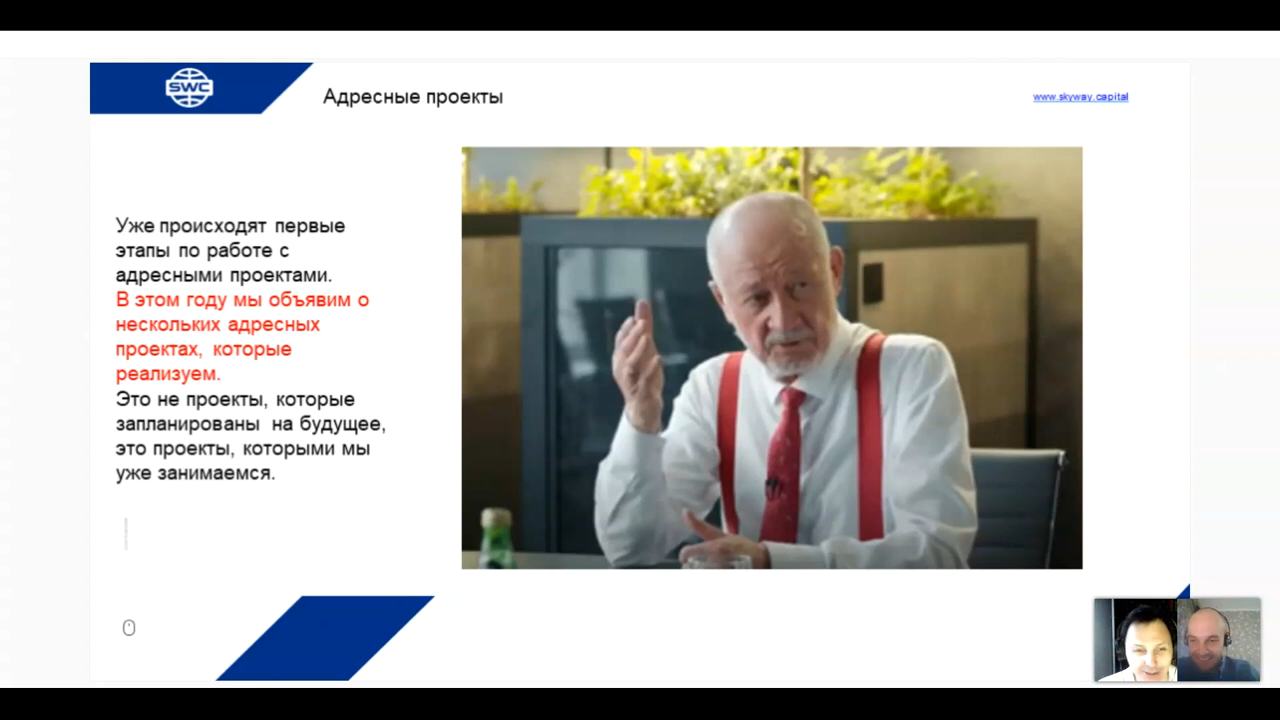 SWC
Адресные проекты
www.skyway.capital
Уже происходят первые
этапы по работе с
адресными проектами.
В этом году мы объявим о
нескольких адресных
проектах, которые
реализуем.
Это не проекты, которые
запланированы на будущее,
это проекты, которыми мы
уже занимаемся.